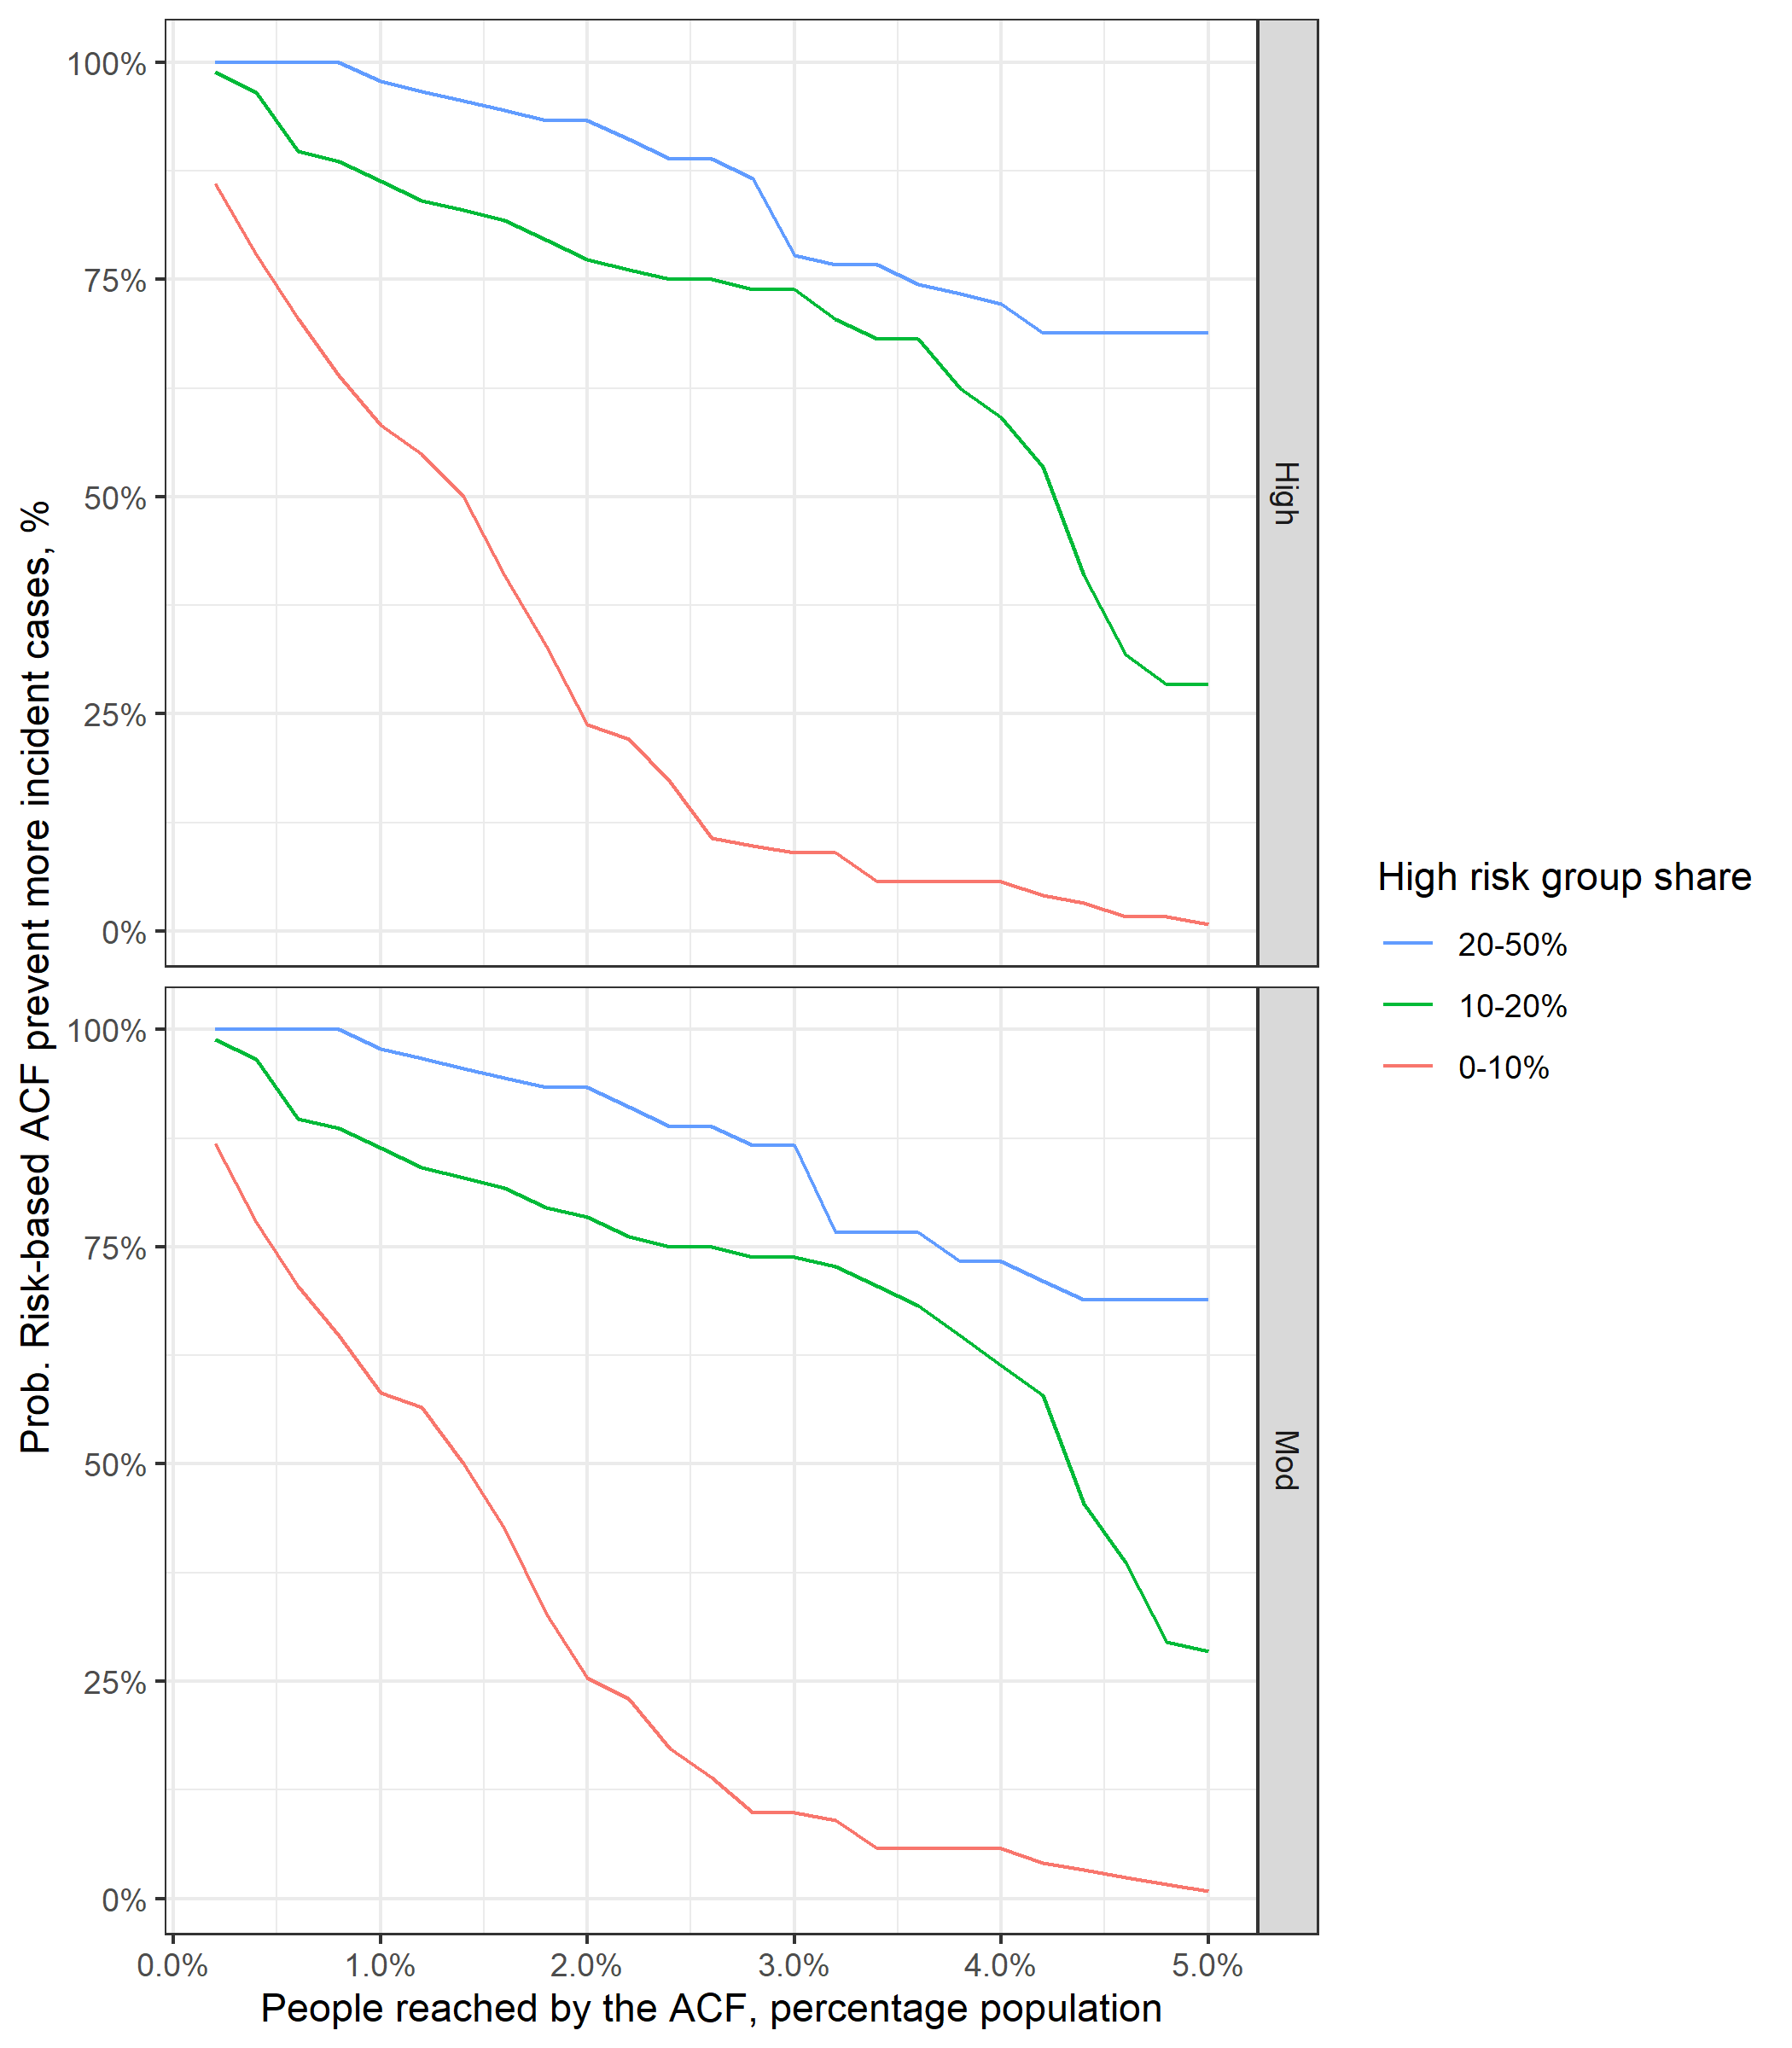 Prob. Risk-based ACF prevent more incident cases, %
100%
75%
50%
25%
0%
High
100%
75%
50%
25%
0%
Mod
0.0% 1.0% 2.0% 3.0% 4.0% 5.0%
People reached by the ACF, percentage population
High risk group share
20-50%
10-20%
0-10%